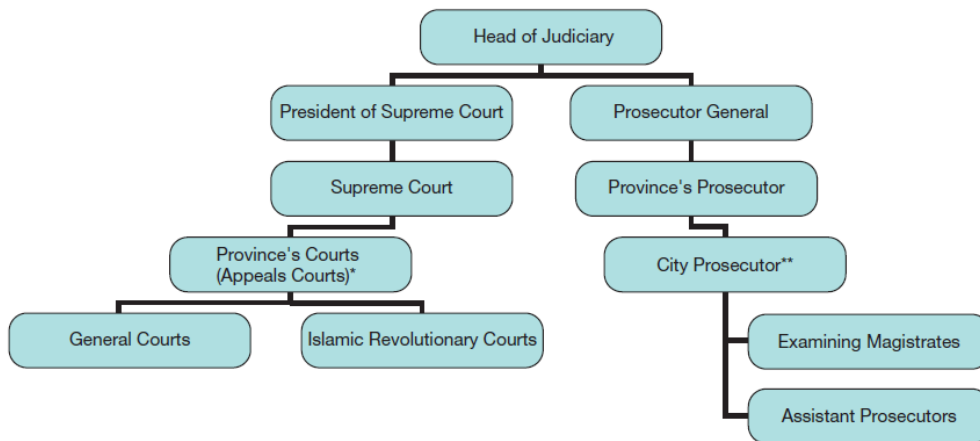 Head of Judiciary
President of Supreme Court
Prosecutor General
Supreme Court
Province's Prosecutor
Province's Courts
(Appeals Courts)*
City Prosecutor**
General Courts
Islamic Revolutionary Courts
Examining Magistrates
Assistant Prosecutors